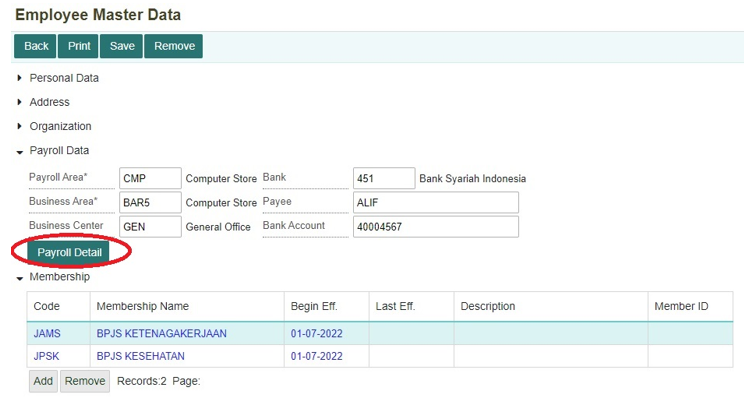 Employee Master Data
Back Print Save Remove
Personal Data
Address
Organization
Payroll Data
Payroll Area* CMP Computer Store Bank 451 Bank Syariah Indonesia
Business Area* BAR5 Computer Store Payee ALIF
Business Center GEN General Office Bank Account 40004567
Payroll Detail
Membership
Code Membership Name Begin Eff. Last Eff. Description Member ID
JAMS BPJS KETENAGAKERJAAN 01-07-2022
JPSK BPJS KESEHATAN 01-07-2022
Add Remove Records:2 Page: